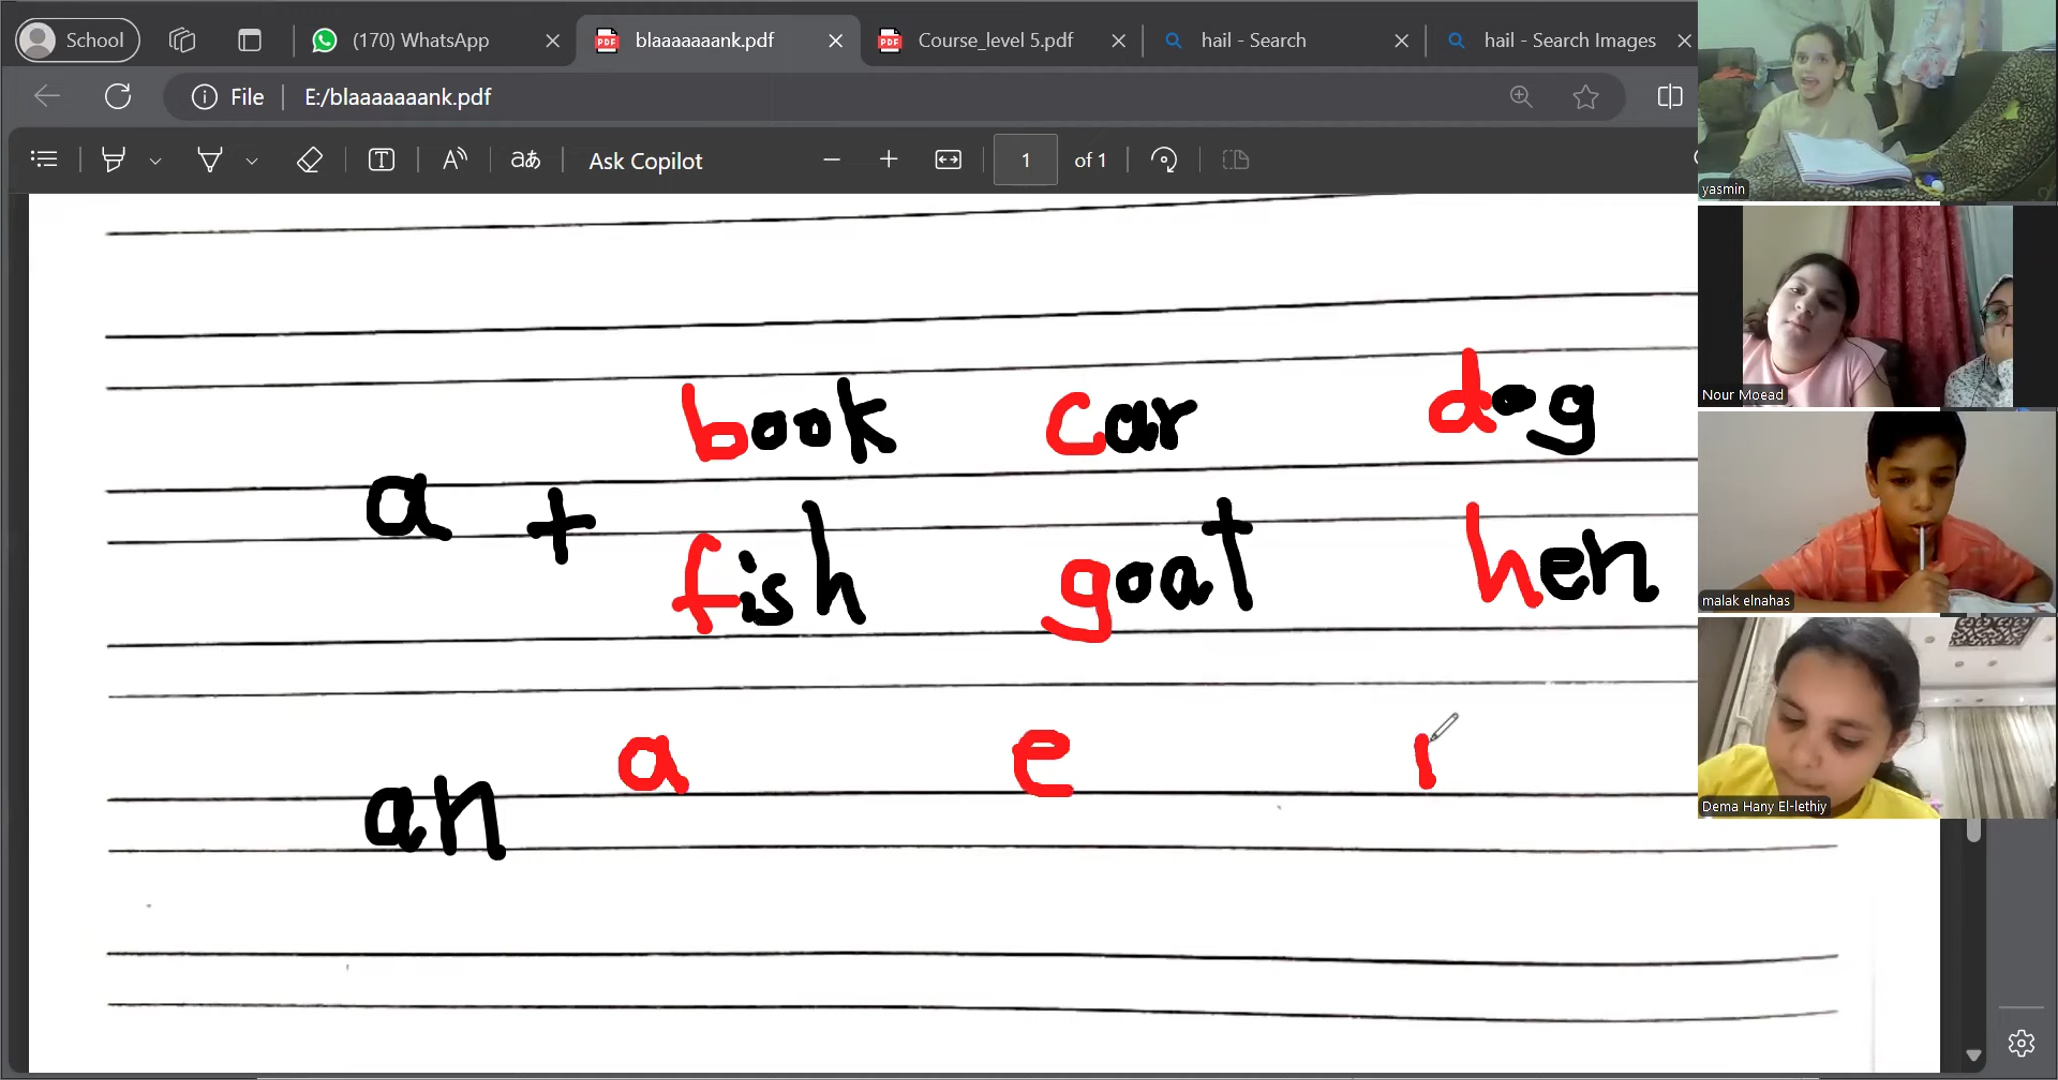 School
(170) WhatsApp
blaaaaaaank.pdf
Course_level 5.pdf
hail - Search
hail - Search Images
File
E:/blaaaaaaank.pdf
Ask Copilot
1 of 1
book car dog
a +
fish goat hen
a e
an
yasmin
Nour Moead
malak elnahas
Dema Hany El-lethiy